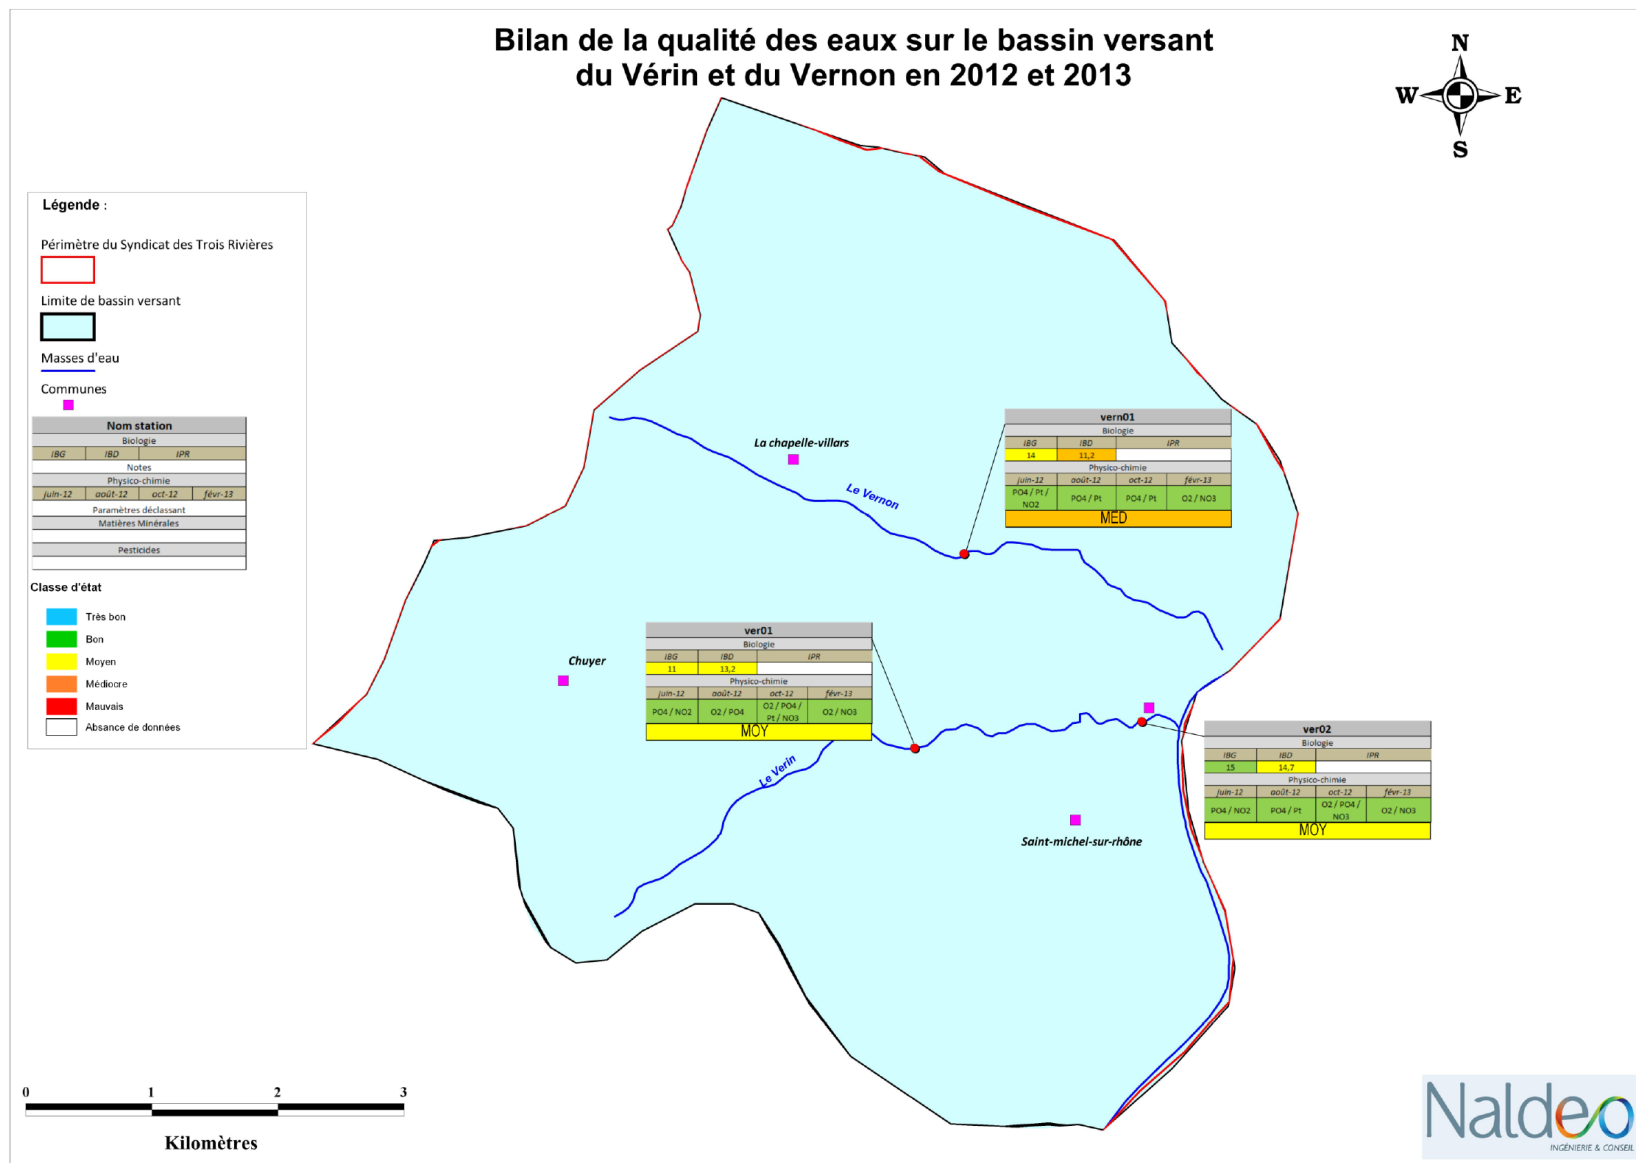 Bilan de la qualité des eaux sur le bassin versant
du Vérin et du Vernon en 2012 et 2013
N
W E
S
Légende :
Périmètre du Syndicat des Trois Rivières
Limite de bassin versant
Masses d'eau
Communes
Nom station
Biologie
IBG IBD IPR
Notes
Physico-chimie
juin-12 août-12 oct-12 févr-13
Paramètres déclassant
Matières Minérales
Pesticides
Classe d'état
Très bon
Bon
Moyen
Médiocre
Mauvais
Absence de données
La chapelle-villars
Le Vernon
vern01
Biologie
IBG IBD IPR
14 11,2
Physico-chimie
juin-12 août-12 oct-12 févr-13
PO4 / Pt / NO2 PO4 / Pt PO4 / Pt O2 / NO3
MED
Chuyer
ver01
Biologie
IBG IBD IPR
11 13,2
Physico-chimie
juin-12 août-12 oct-12 févr-13
PO4 / NO2 O2 / PO4 O2 / PO4 / Pt / NO3 O2 / NO3
MOY
Le Verin
ver02
Biologie
IBG IBD IPR
15 14,7
Physico-chimie
juin-12 août-12 oct-12 févr-13
PO4 / NO2 PO4 / Pt O2 / PO4 / NO3 O2 / NO3
MOY
Saint-michel-sur-rhône
0 1 2 3
Kilomètres
Naldeo
INGÉNIERIE & CONSEIL